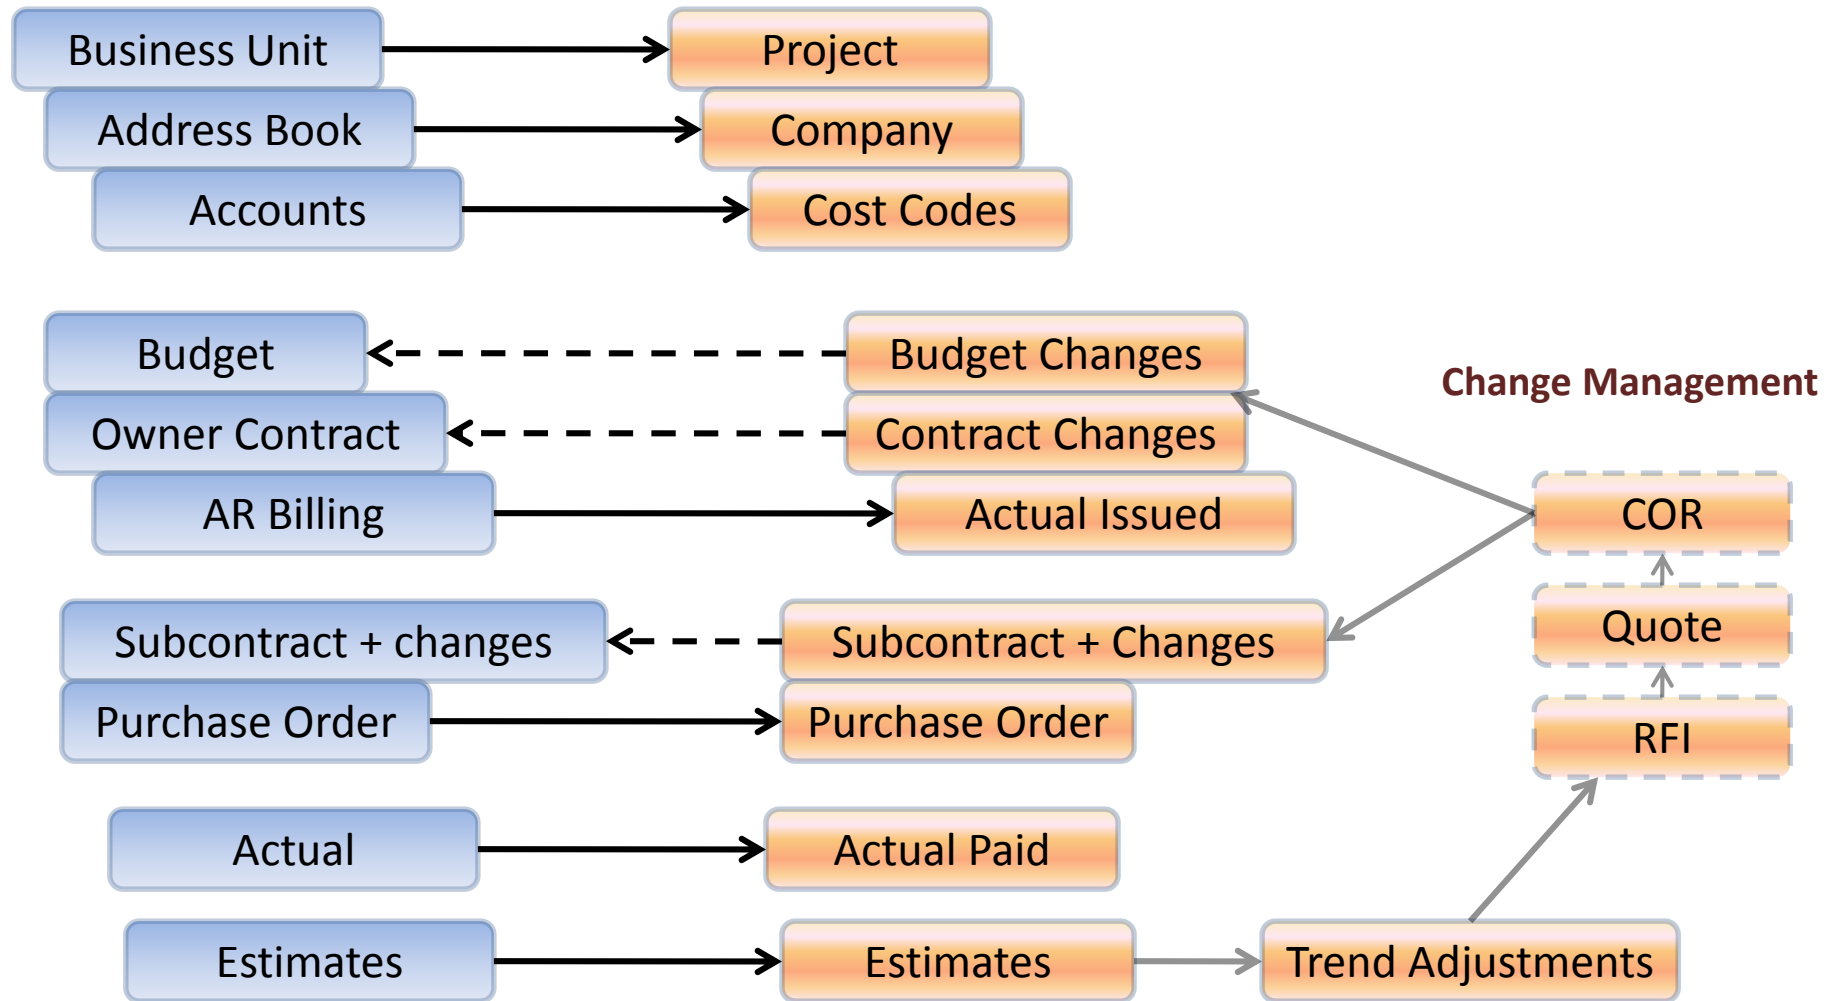 Business Unit
Project
Address Book
Company
Accounts
Cost Codes
Budget
Budget Changes
Change Management
Owner Contract
Contract Changes
AR Billing
Actual Issued
COR
Quote
Subcontract + changes
Subcontract + Changes
Purchase Order
Purchase Order
RFI
Actual
Actual Paid
Estimates
Estimates
Trend Adjustments